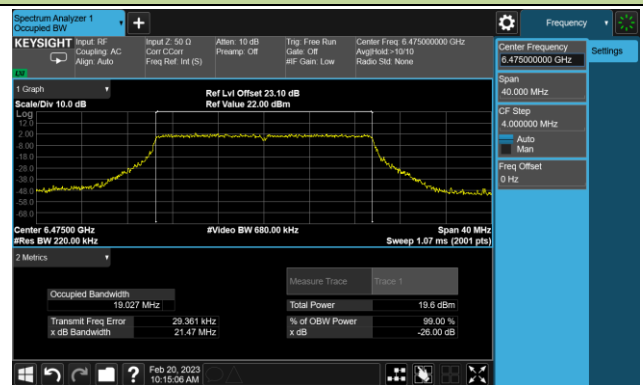 Spectrum Analyzer 1
Occupied BW
Frequency
KEYSIGHT
Input: RF
Coupling: AC
Align: Auto
Input Z: 50 Ω
Corr CCorr
Freq Ref: Int (S)
Atten: 10 dB
Preamp: Off
Trig: Free Run
Gate: Off
#IF Gain: Low
Center Freq: 6.475000000 GHz
Avg|Hold:>10/10
Radio Std: None
Center Frequency
6.475000000 GHz
Settings
Span
40.000 MHz
CF Step
4.000000 MHz
Auto
Man
Freq Offset
0 Hz
1 Graph
Scale/Div 10.0 dB
Ref Lvl Offset 23.10 dB
Ref Value 22.00 dBm
Log
12.0
2.00
-8.00
-18.0
-28.0
-38.0
-48.0
-58.0
-68.0
Center 6.47500 GHz
#Res BW 220.00 kHz
#Video BW 680.00 kHz
Span 40 MHz
Sweep 1.07 ms (2001 pts)
2 Metrics
Measure Trace
Trace 1
Occupied Bandwidth
19.027 MHz
Total Power
19.6 dBm
Transmit Freq Error
29.361 kHz
% of OBW Power
99.00 %
x dB Bandwidth
21.47 MHz
x dB
-26.00 dB
Feb 20, 2023
10:15:06 AM